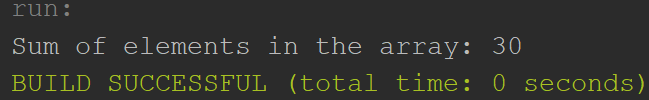 run:
Sum of elements in the array: 30
BUILD SUCCESSFUL (total time: 0 seconds)